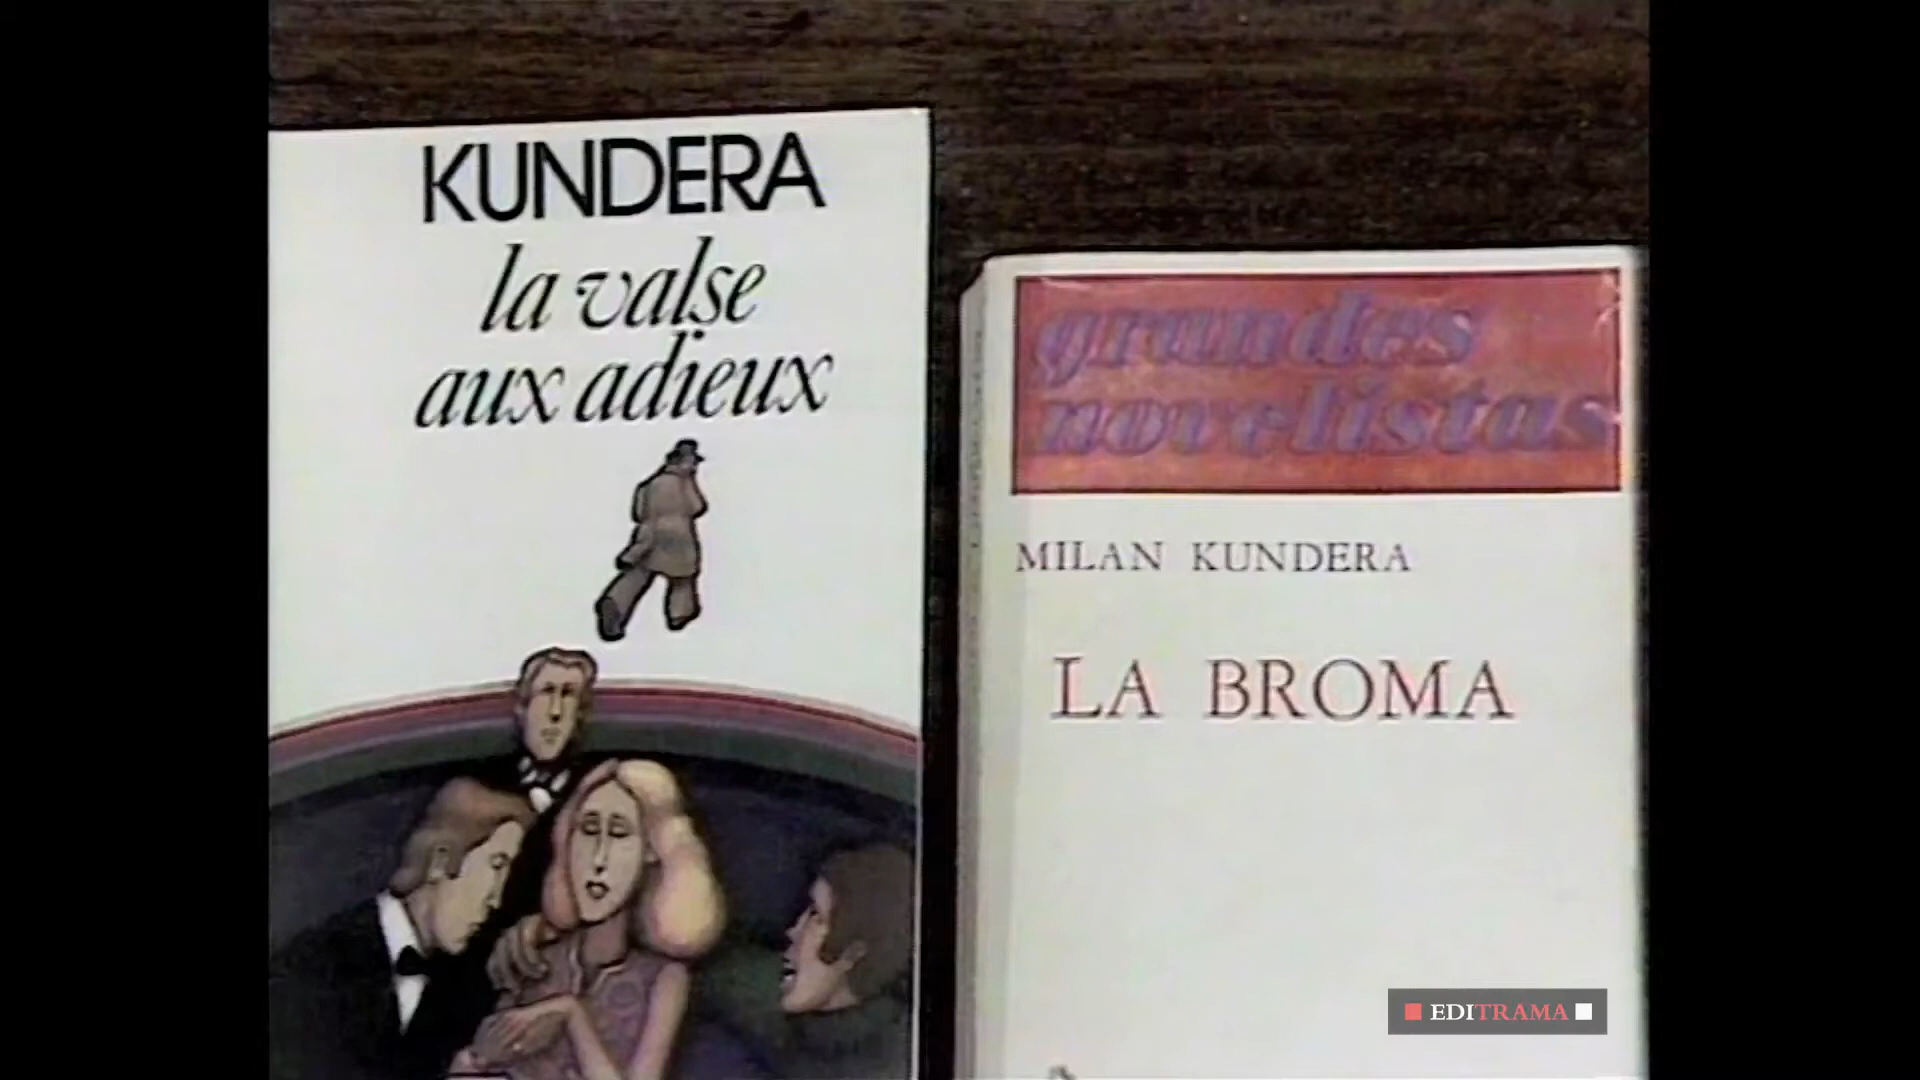 KUNDERA
la valse
aux adieux
grandes
novelistas
MILAN KUNDERA
LA BROMA
EDITRAMA